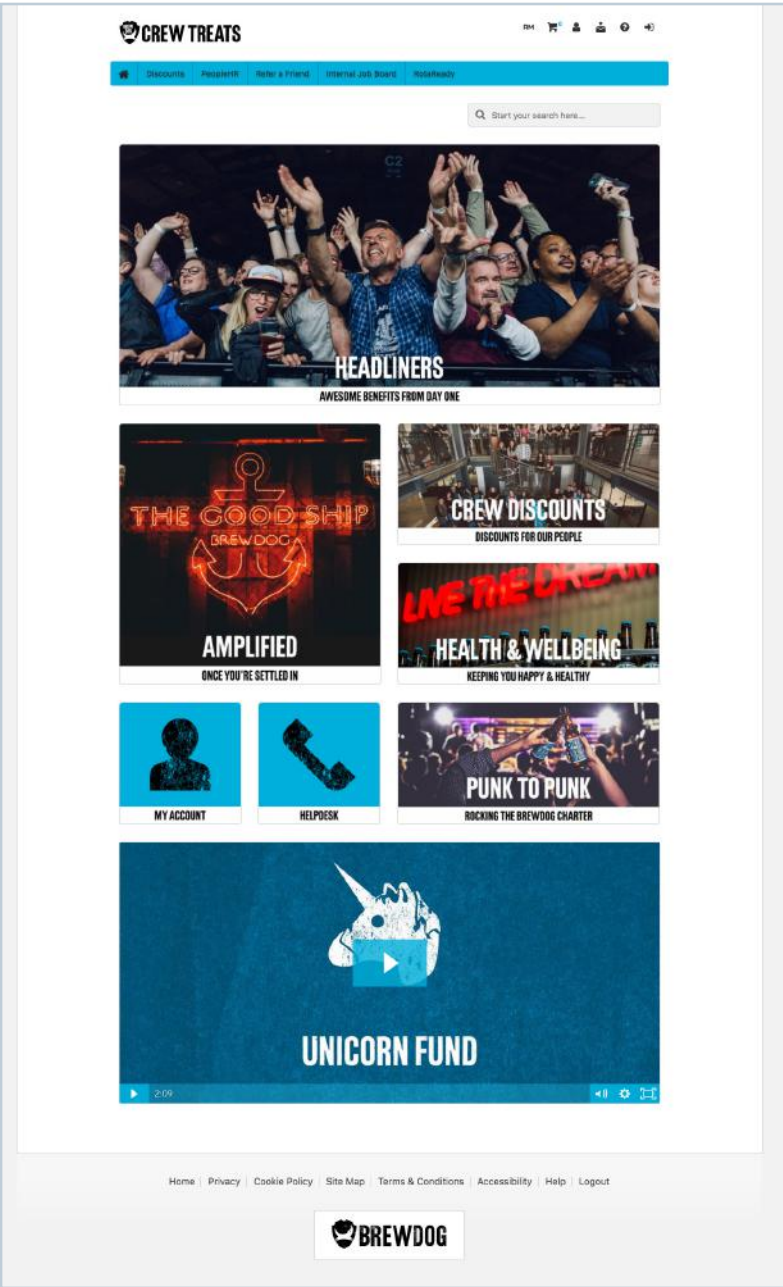 CREW TREATS
RM
Discounts PeopleHR Refer a Friend Internal Job Board RotaReady
Start your search here...
C2
HEADLINERS
AWESOME BENEFITS FROM DAY ONE
THE GOOD SHIP
BREWDOG
AMPLIFIED
ONCE YOU'RE SETTLED IN
CREW DISCOUNTS
DISCOUNTS FOR OUR PEOPLE
LIVE THE DREAM
HEALTH & WELLBEING
KEEPING YOU HAPPY & HEALTHY
MY ACCOUNT
HELPDESK
PUNK TO PUNK
ROCKING THE BREWDOG CHARTER
UNICORN FUND
2:09
Home Privacy Cookie Policy Site Map Terms & Conditions Accessibility Help Logout
BREWDOG